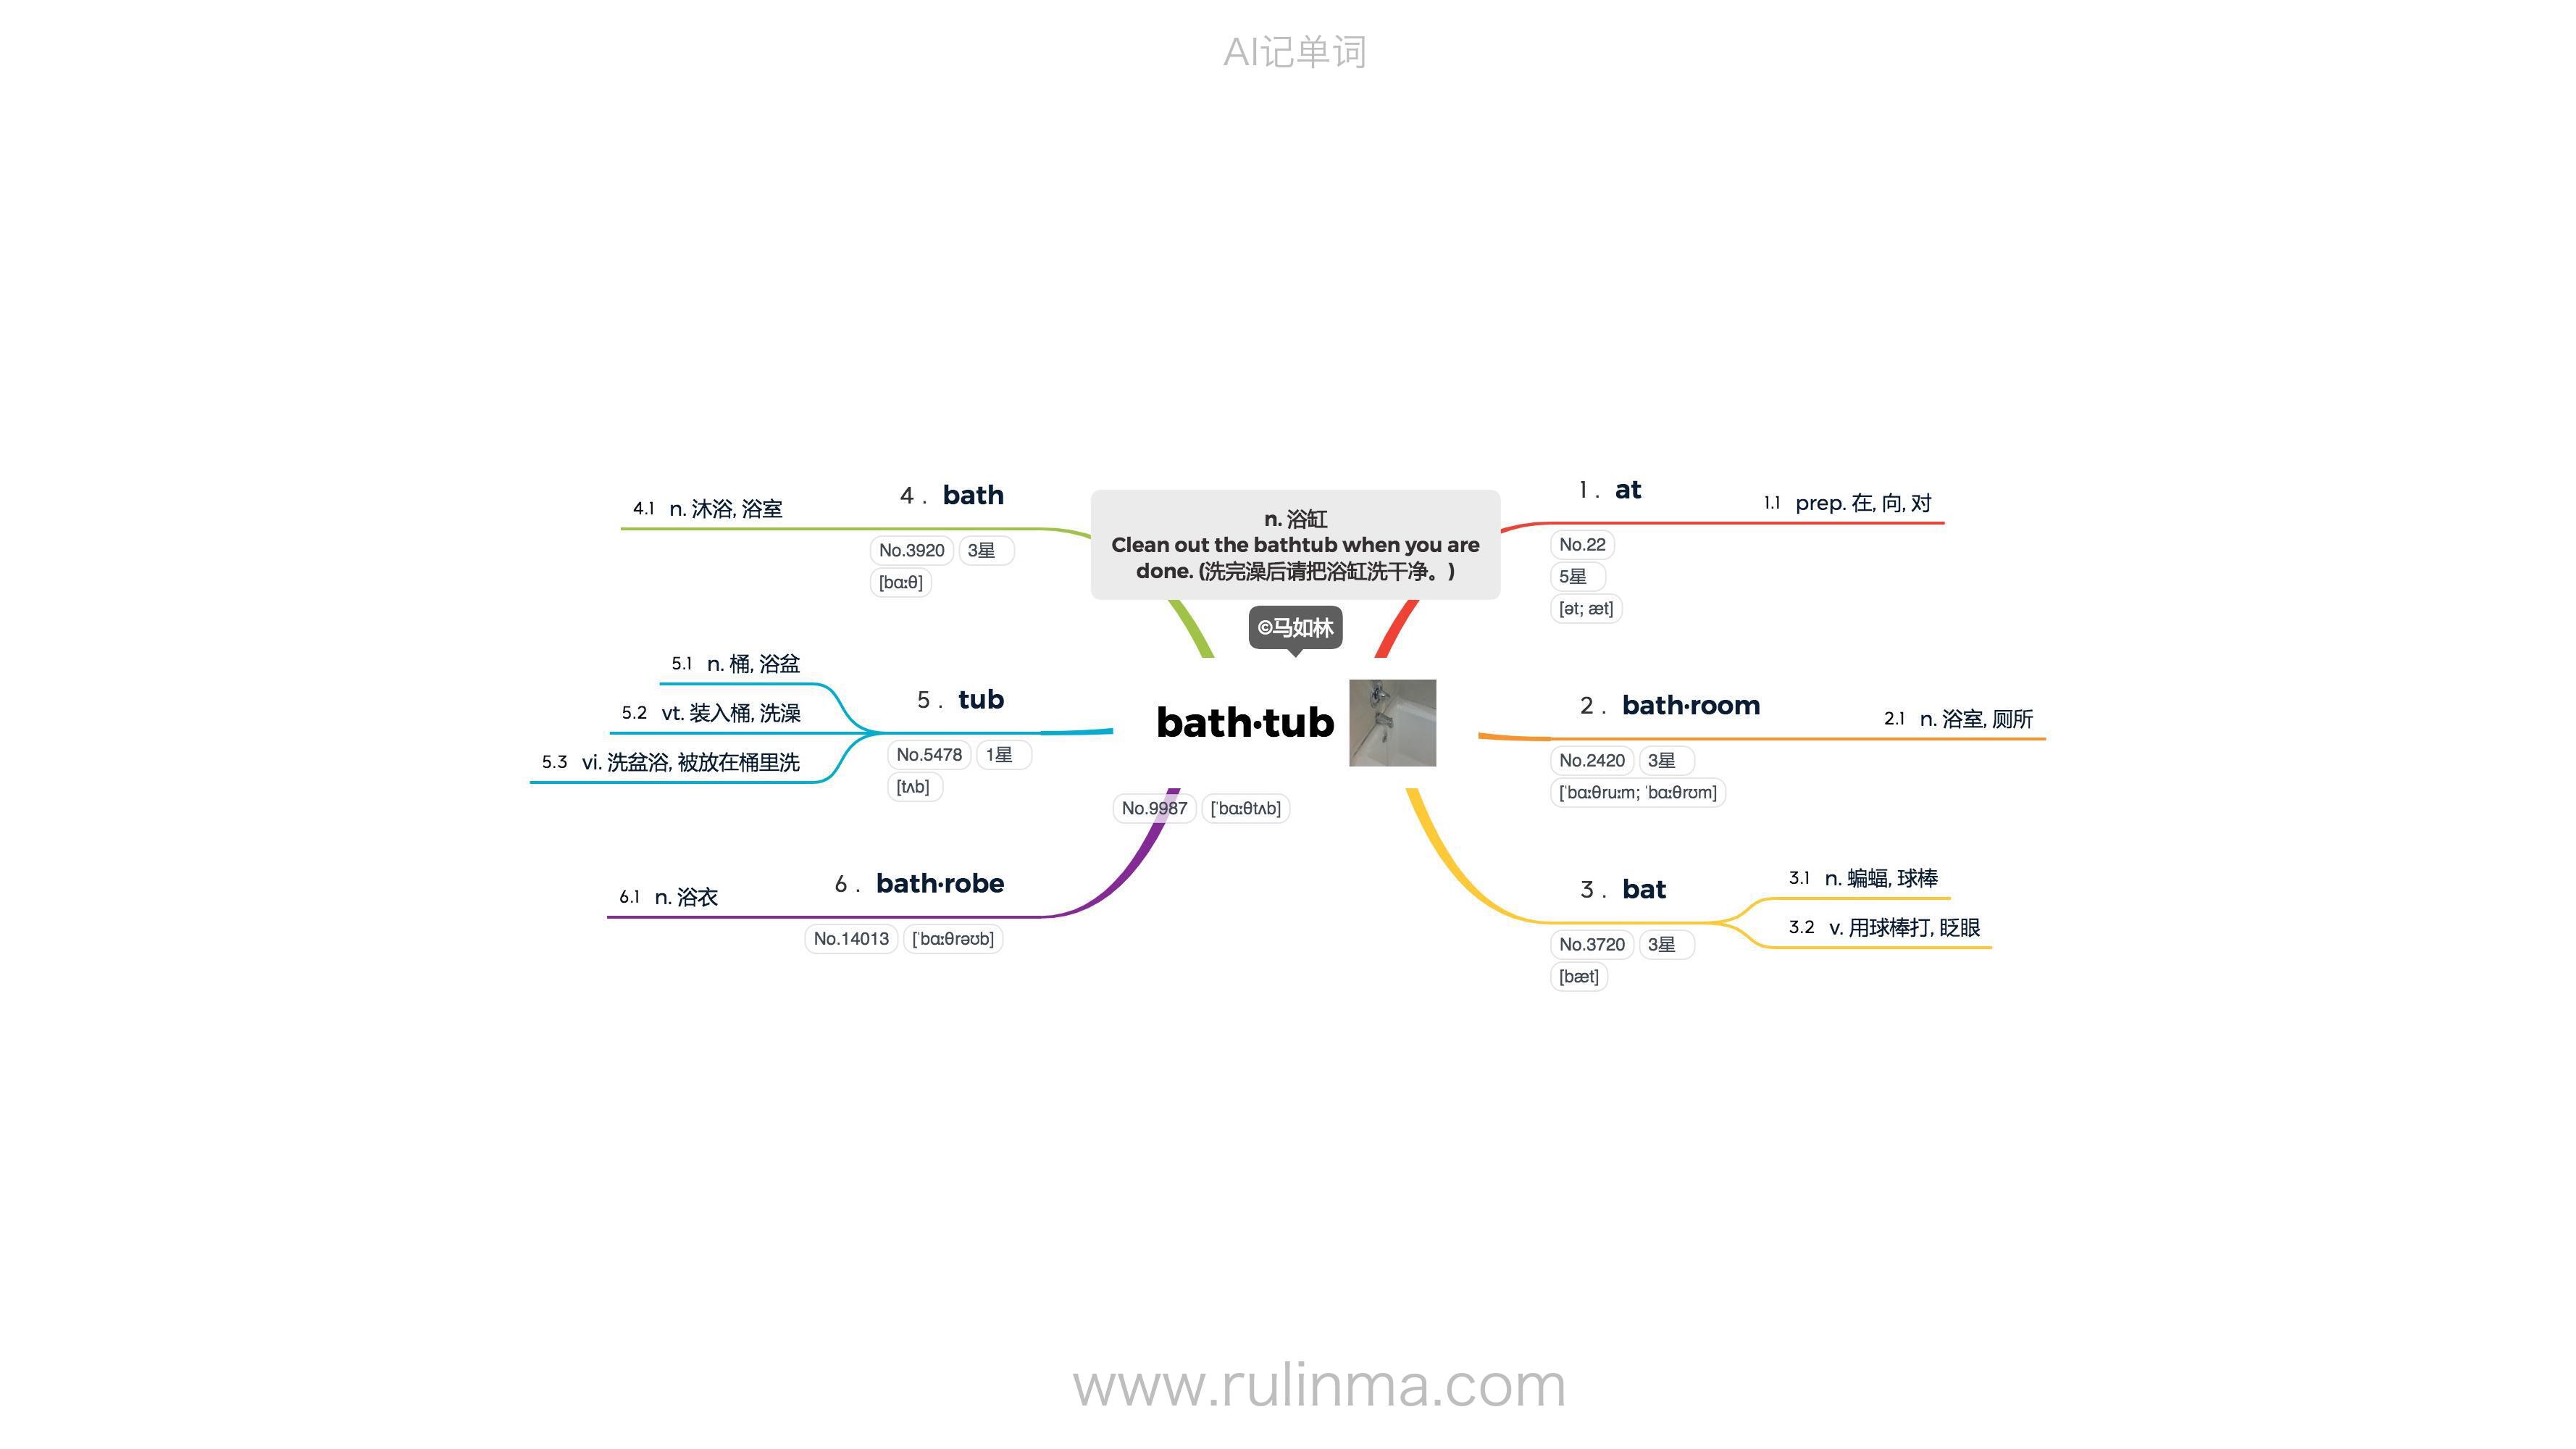 AI记单词
n. 浴缸
Clean out the bathtub when you are
done. (洗完澡后请把浴缸洗干净。)
©马如林
bath·tub
No.9987 [ˈbɑːθtʌb]
1. at
No.22
5星
[ət; æt]
1.1 prep. 在, 向, 对
2. bath·room
No.2420 3星
[ˈbɑːθruːm; ˈbɑːθrʊm]
2.1 n. 浴室, 厕所
3. bat
No.3720 3星
[bæt]
3.1 n. 蝙蝠, 球棒
3.2 v. 用球棒打, 眨眼
4. bath
No.3920 3星
[bɑːθ]
4.1 n. 沐浴, 浴室
5. tub
No.5478 1星
[tʌb]
5.1 n. 桶, 浴盆
5.2 vt. 装入桶, 洗澡
5.3 vi. 洗盆浴, 被放在桶里洗
6. bath·robe
No.14013 [ˈbɑːθrəʊb]
6.1 n. 浴衣
www.rulinma.com